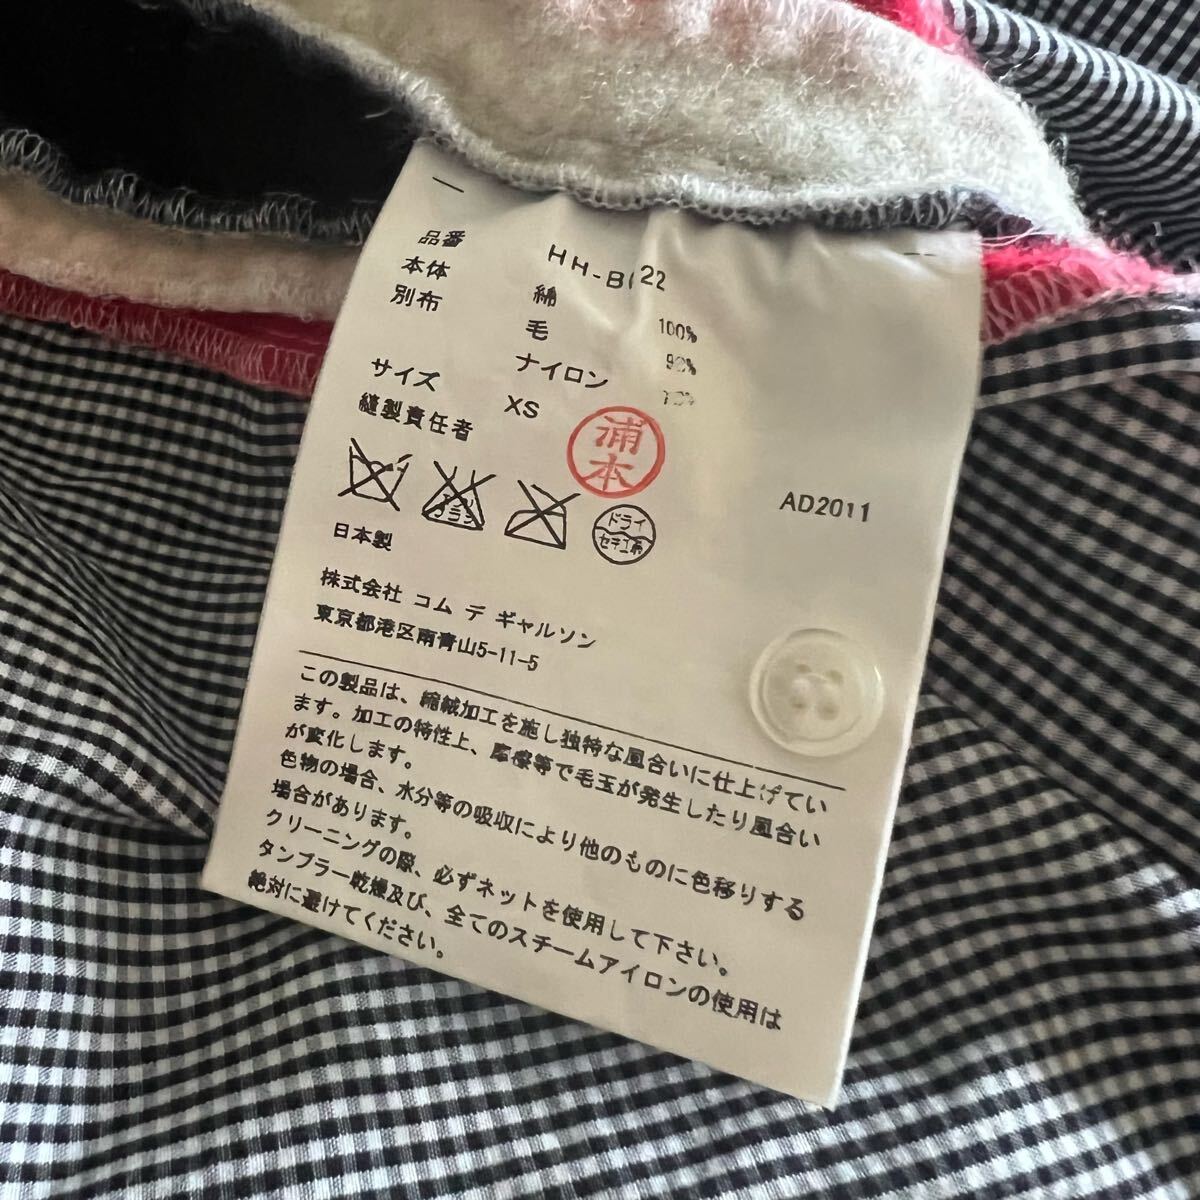 品番 HH-B022
本体 綿 100%
別布 毛 90%
ナイロン 10%
サイズ XS
縫製責任者 浦本
ドライ
セキユ系
AD2011
日本製
株式会社 コム デ ギャルソン
東京都港区南青山5-11-5
この製品は、縮絨加工を施し独特な風合いに仕上げてい
ます。加工の特性上、摩擦等で毛玉が発生したり風合い
が変化します。
色物の場合、水分等の吸収により他のものに色移りする
場合があります。
クリーニングの際、必ずネットを使用して下さい。
タンブラー乾燥及び、全てのスチームアイロンの使用は
絶対に避けてください。